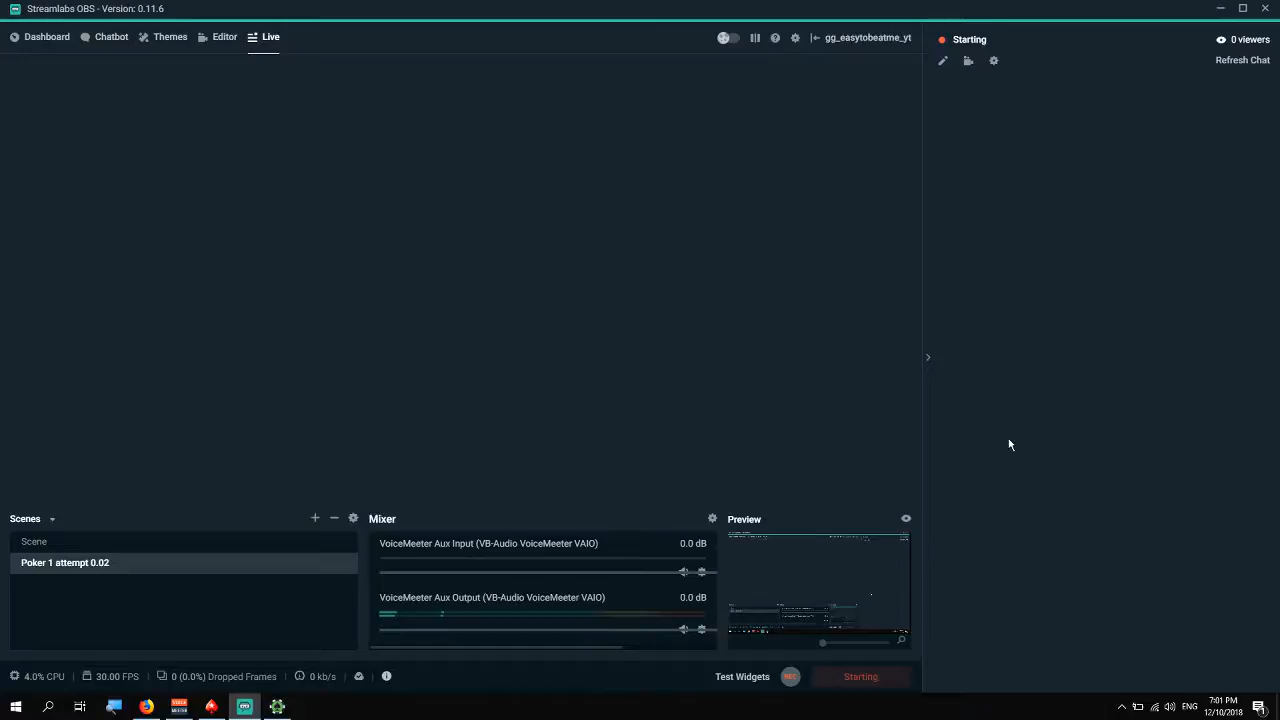 Streamlabs OBS - Version: 0.11.6
Dashboard Chatbot Themes Editor Live gg_easytobeatme_yt
Starting 0 viewers
Refresh Chat
Scenes
Scene
Poker 1 attempt 0.02
Mixer
VoiceMeeter Aux Input (VB-Audio VoiceMeeter VAIO) 0.0 dB
VoiceMeeter Aux Output (VB-Audio VoiceMeeter VAIO) 0.0 dB
Preview
4.0% CPU 30.00 FPS 0 (0.0%) Dropped Frames 0 kb/s Test Widgets REC Starting
ENG 7:01 PM
12/10/2018